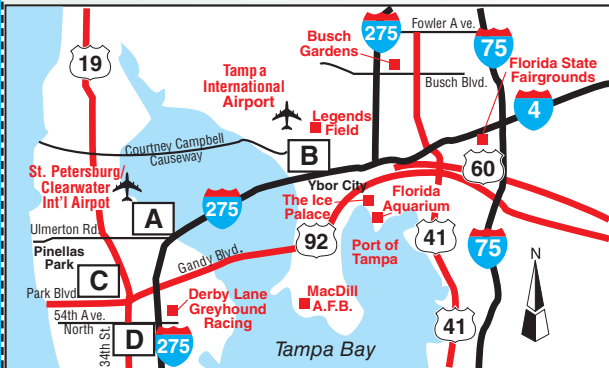 Fowler Ave.
275
75
19
Busch
Gardens
Florida State
Fairgrounds
Tampa
International
Airport
Busch Blvd.
4
Legends
Field
Courtney Campbell
Causeway
B
St. Petersburg/
Clearwater
Int'l Airpot
60
Ybor City
The Ice
Palace
Florida
Aquarium
275
A
Ulmerton Rd.
92
41
75
N
Pinellas
Park
Port of
Tampa
Gandy Blvd.
C
Park Blvd.
Derby Lane
Greyhound
Racing
MacDill
A.F.B.
54th Ave.
North
41
D
34th St.
275
Tampa Bay